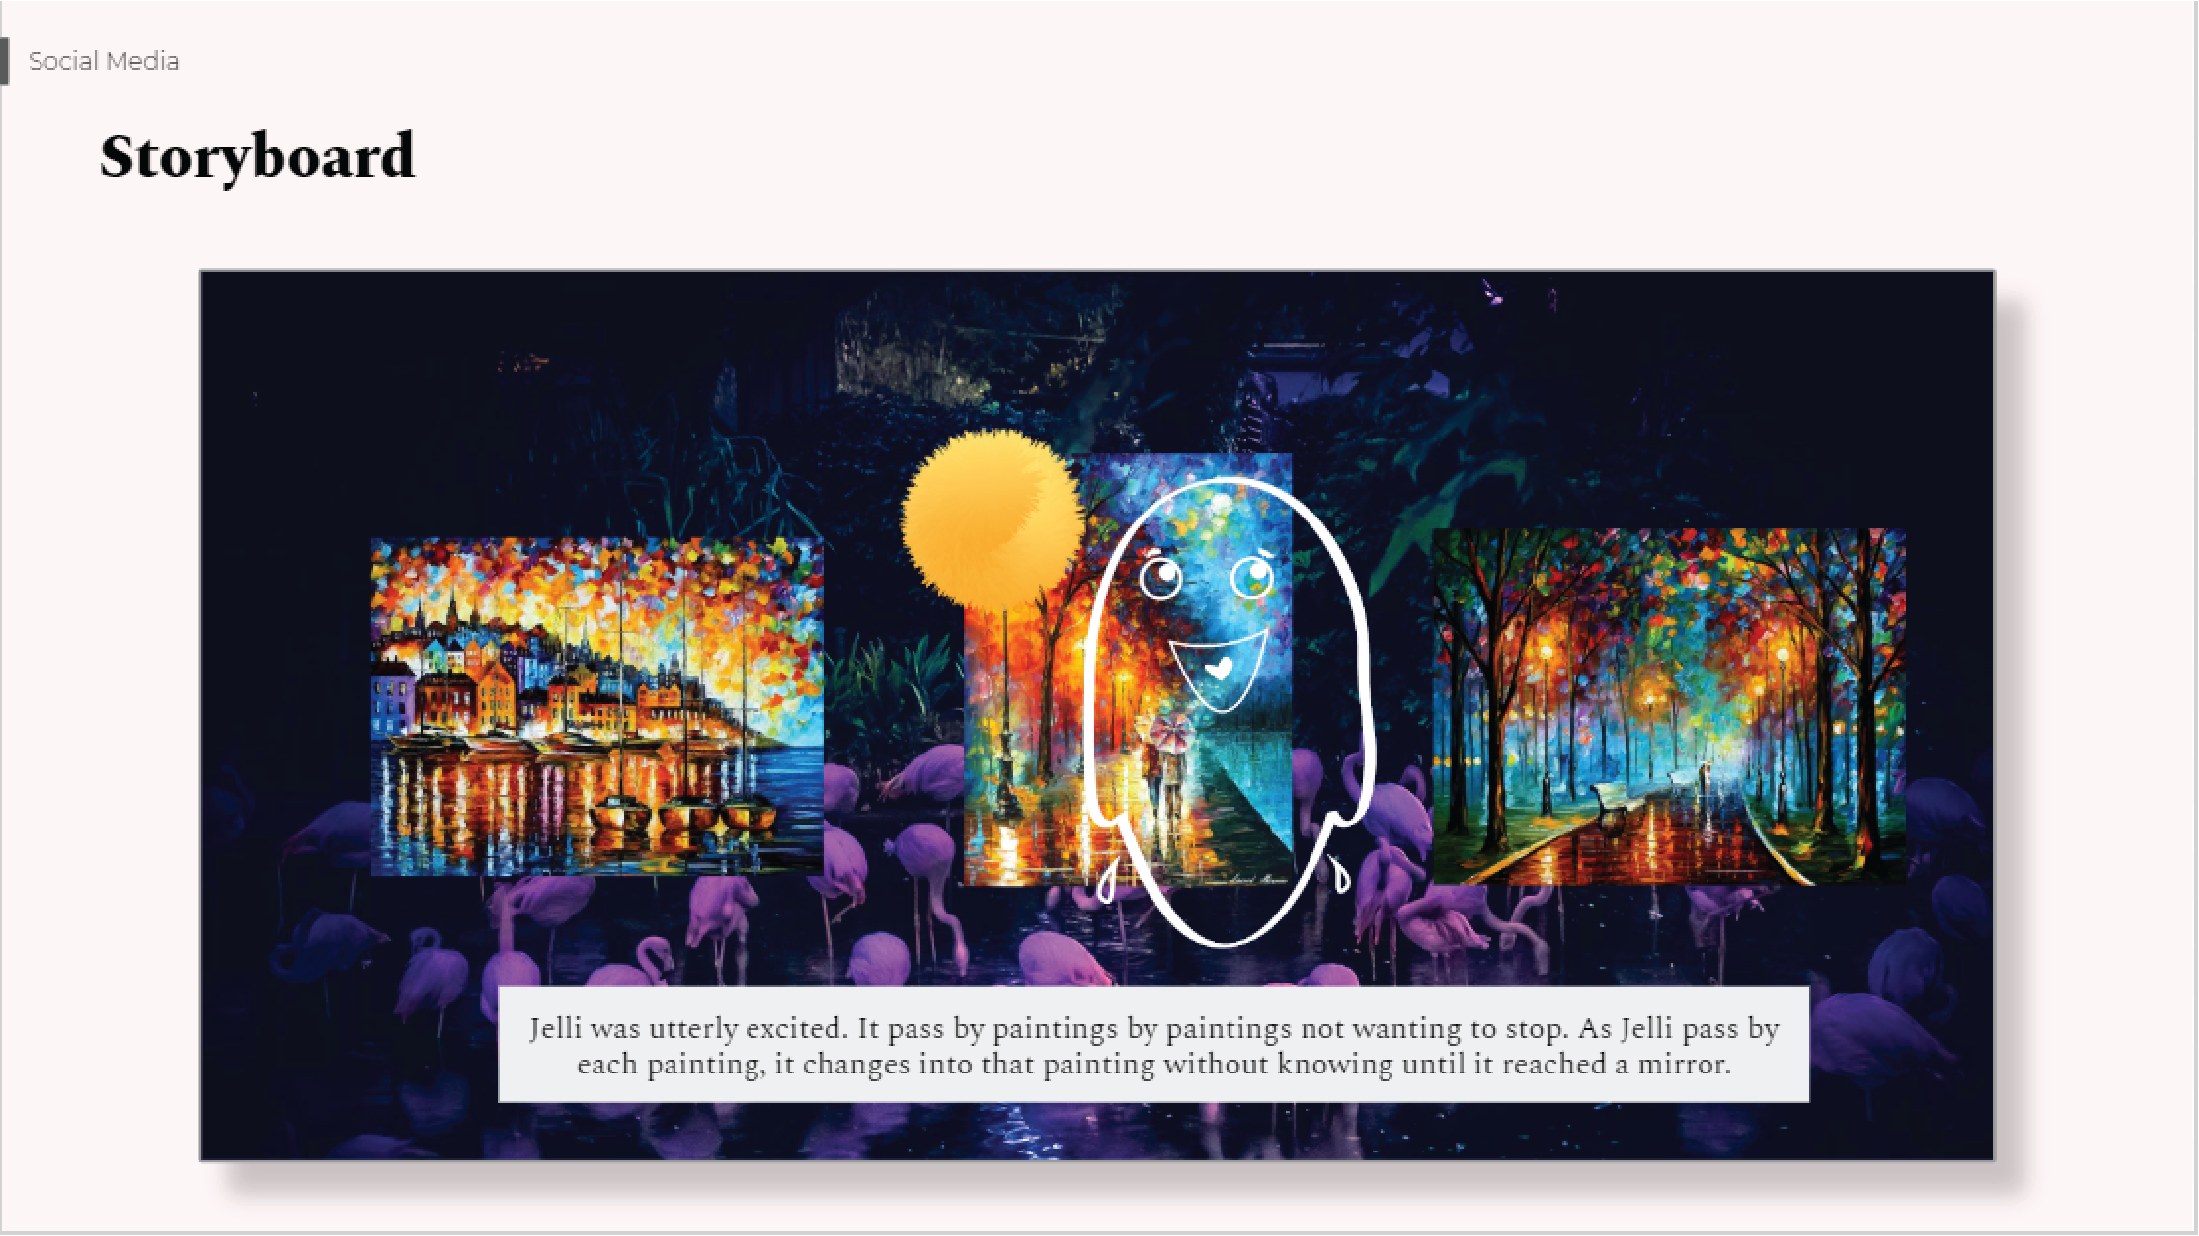 Social Media
Storyboard
Jelli was utterly excited. It pass by paintings by paintings not wanting to stop. As Jelli pass by
each painting, it changes into that painting without knowing until it reached a mirror.